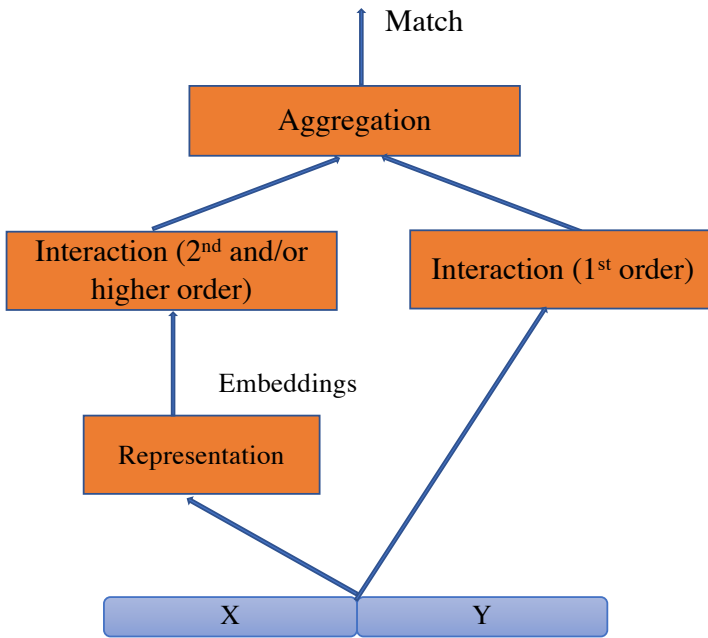 Match
Aggregation
Interaction (2nd and/or
higher order)
Interaction (1st order)
Embeddings
Representation
X
Y